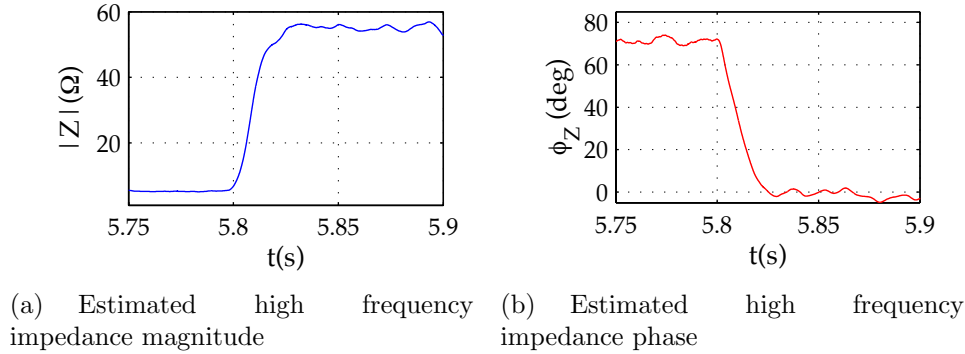 60
40
20
|Z|(Ω)
5.75 5.8 5.85 5.9
t(s)
80
60
40
20
0
ϕZ (deg)
5.75 5.8 5.85 5.9
t(s)
(a) Estimated high frequency
impedance magnitude
(b) Estimated high frequency
impedance phase